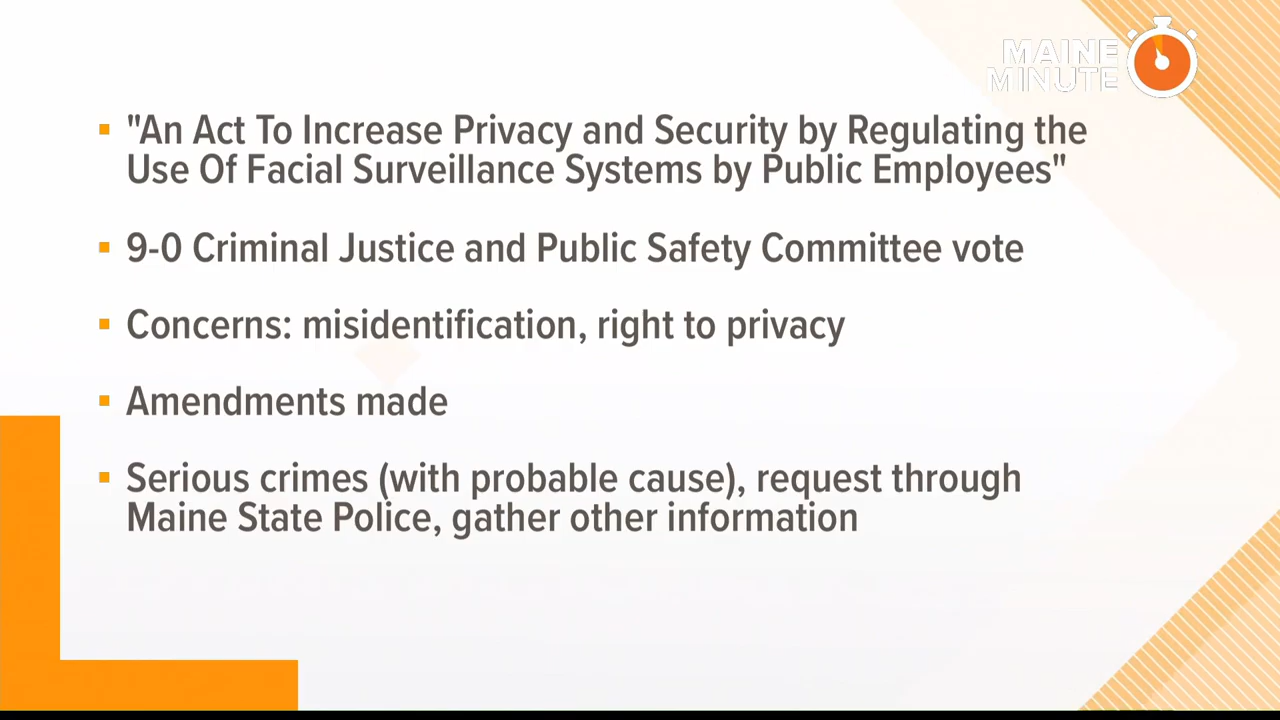 MAINE
MINUTE
"An Act To Increase Privacy and Security by Regulating the
Use Of Facial Surveillance Systems by Public Employees"
9-0 Criminal Justice and Public Safety Committee vote
Concerns: misidentification, right to privacy
Amendments made
Serious crimes (with probable cause), request through
Maine State Police, gather other information